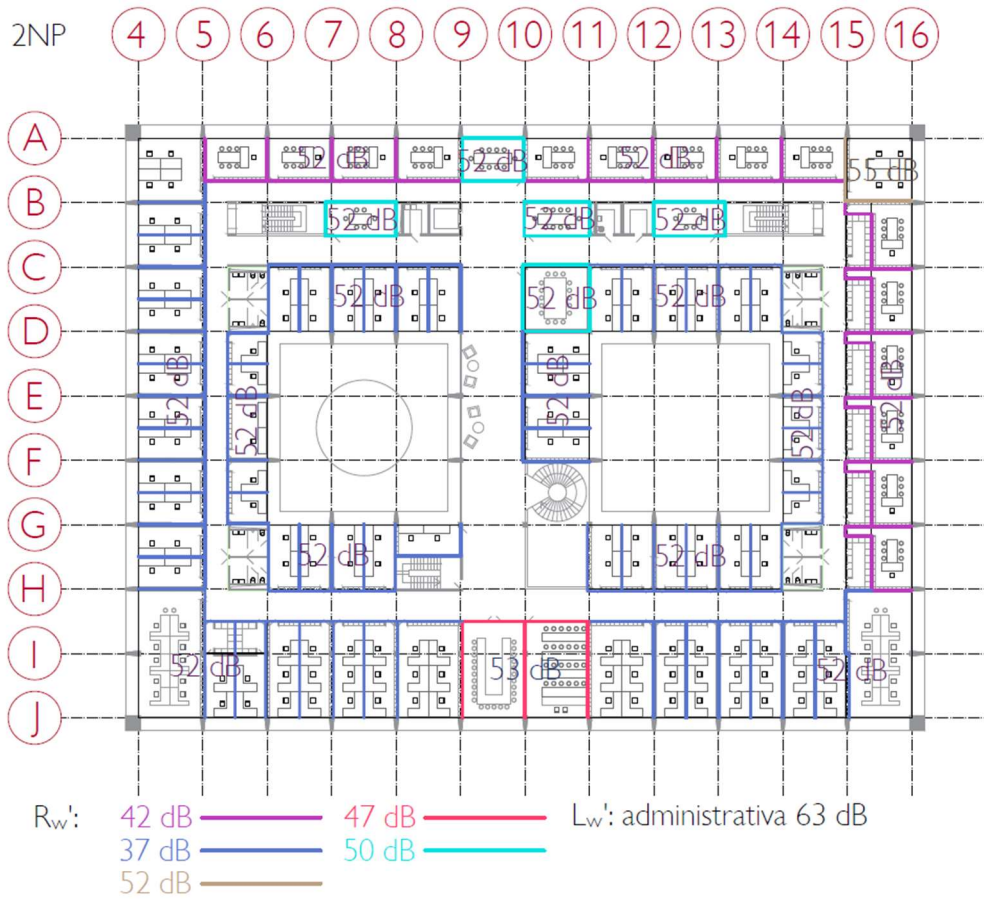 2NP
4 5 6 7 8 9 10 11 12 13 14 15 16
A
52 dB 52 dB 52 dB 55 dB
B
52 dB 52 dB 52 dB
C
52 dB 52 dB 52 dB
D
52 dB 52 dB 52 dB 52 dB 52 dB
E
F
G
52 dB 52 dB
H
I
52 dB 53 dB 52 dB
J
Rw': 42 dB 47 dB Lw': administrativa 63 dB
37 dB 50 dB
52 dB